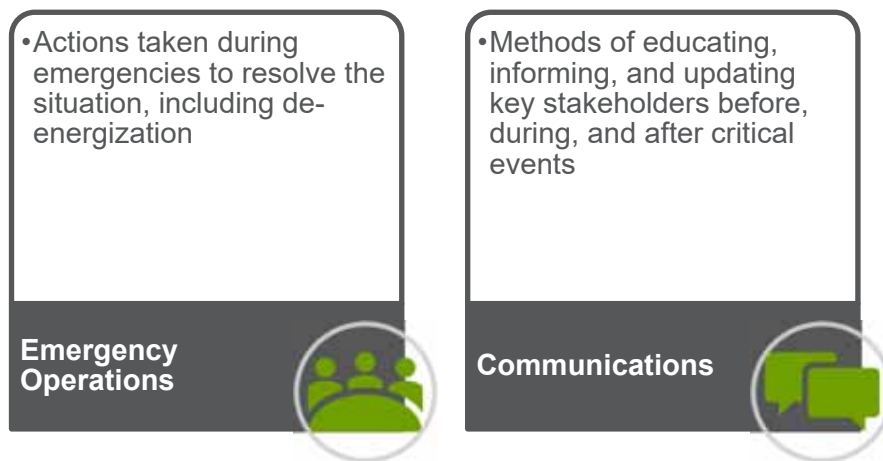 •Actions taken during
emergencies to resolve the
situation, including de-
energization
Emergency
Operations
•Methods of educating,
informing, and updating
key stakeholders before,
during, and after critical
events
Communications